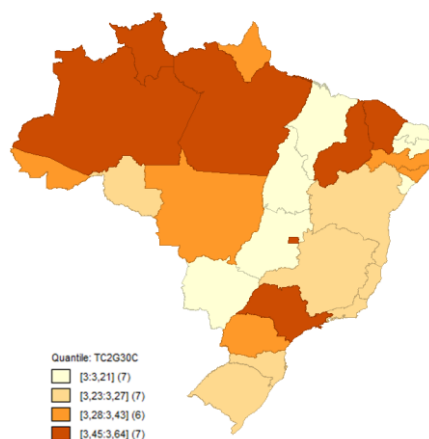 Quantile: TC2G30C
[3:3,21] (7)
[3,23:3,27] (7)
[3,28:3,43] (6)
[3,45:3,64] (7)